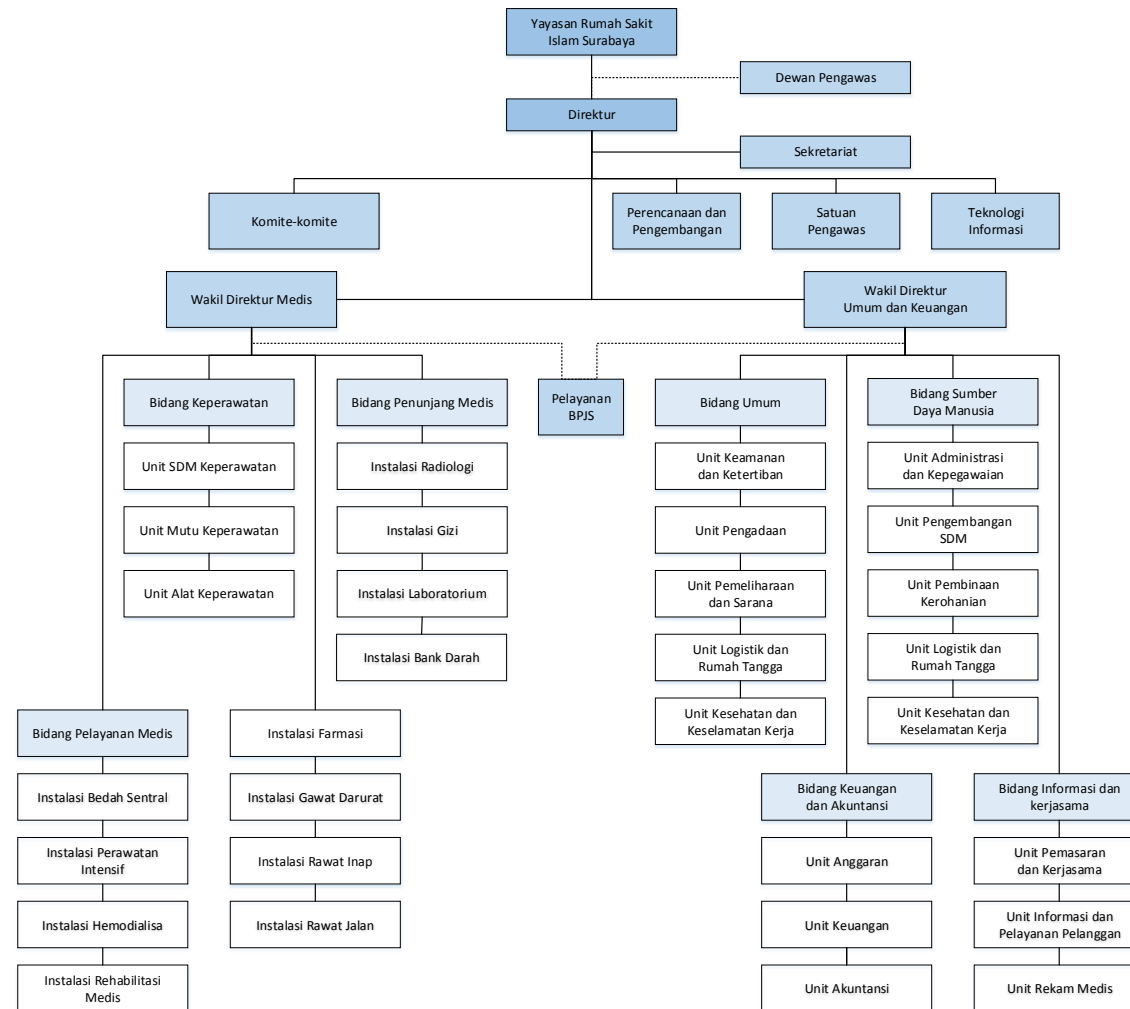 Yayasan Rumah Sakit
Islam Surabaya
Dewan Pengawas
Direktur
Sekretariat
Komite-komite
Perencanaan dan
Pengembangan
Satuan
Pengawas
Teknologi
Informasi
Wakil Direktur Medis
Wakil Direktur
Umum dan Keuangan
Bidang Keperawatan
Unit SDM Keperawatan
Unit Mutu Keperawatan
Unit Alat Keperawatan
Bidang Penunjang Medis
Instalasi Radiologi
Instalasi Gizi
Instalasi Laboratorium
Instalasi Bank Darah
Pelayanan
BPJS
Bidang Umum
Unit Keamanan
dan Ketertiban
Unit Pengadaan
Unit Pemeliharaan
dan Sarana
Unit Logistik dan
Rumah Tangga
Unit Kesehatan dan
Keselamatan Kerja
Bidang Sumber
Daya Manusia
Unit Administrasi
dan Kepegawaian
Unit Pengembangan
SDM
Unit Pembinaan
Kerohanian
Unit Logistik dan
Rumah Tangga
Unit Kesehatan dan
Keselamatan Kerja
Bidang Pelayanan Medis
Instalasi Bedah Sentral
Instalasi Perawatan
Intensif
Instalasi Hemodialisa
Instalasi Rehabilitasi
Medis
Instalasi Farmasi
Instalasi Gawat Darurat
Instalasi Rawat Inap
Instalasi Rawat Jalan
Bidang Keuangan
dan Akuntansi
Unit Anggaran
Unit Keuangan
Unit Akuntansi
Bidang Informasi dan
kerjasama
Unit Pemasaran
dan Kerjasama
Unit Informasi dan
Pelayanan Pelanggan
Unit Rekam Medis